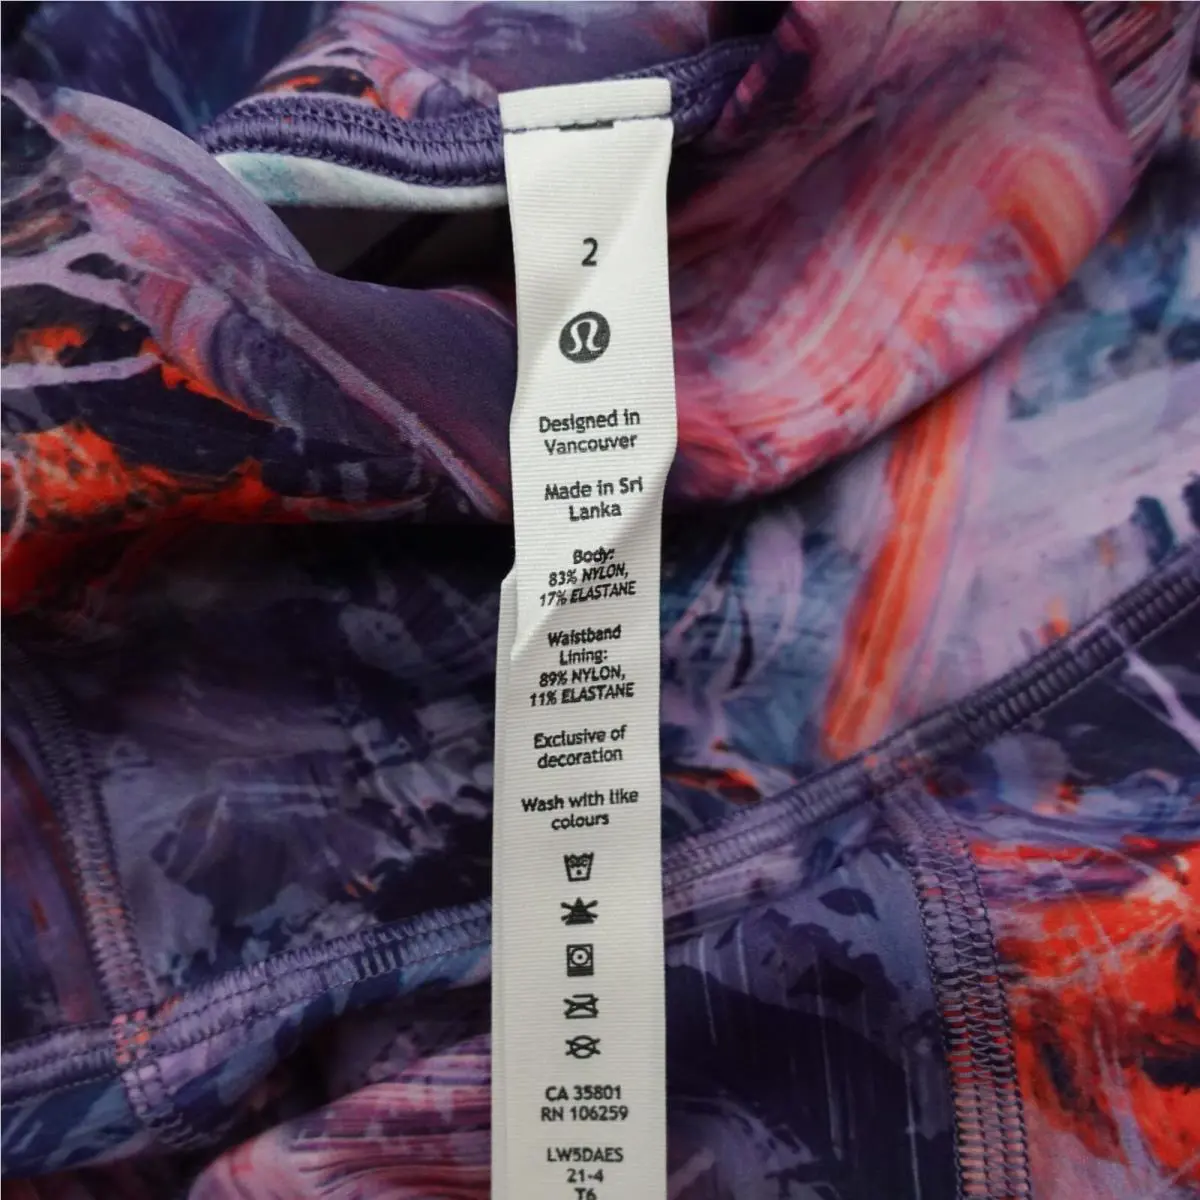 2
Designed in
Vancouver
Made in Sri
Lanka
Body:
83% NYLON,
17% ELASTANE
Waistband
Lining:
89% NYLON,
11% ELASTANE
Exclusive of
decoration
Wash with like
colours
CA 35801
RN 106259
LW5DAES
21-4
T6